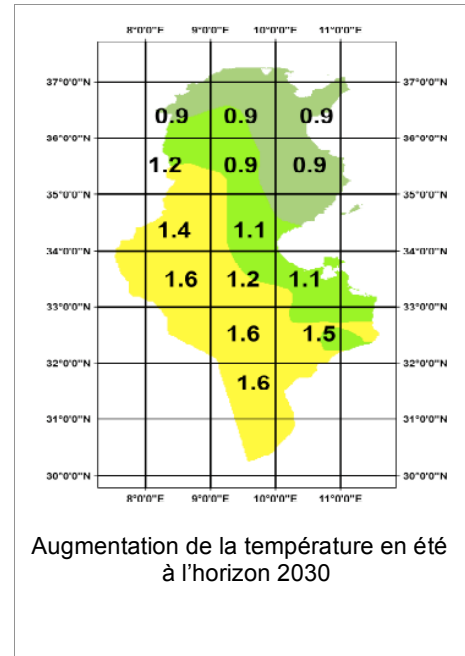 8°0'0"E 9°0'0"E 10°0'0"E 11°0'0"E
37°0'0"N 37°0'0"N
0.9 0.9 0.9
36°0'0"N 36°0'0"N
1.2 0.9 0.9
35°0'0"N 35°0'0"N
1.4 1.1
34°0'0"N 34°0'0"N
1.6 1.2 1.1
33°0'0"N 33°0'0"N
1.6 1.5
32°0'0"N 32°0'0"N
1.6
31°0'0"N 31°0'0"N
30°0'0"N 30°0'0"N
8°0'0"E 9°0'0"E 10°0'0"E 11°0'0"E
Augmentation de la température en été
à l'horizon 2030